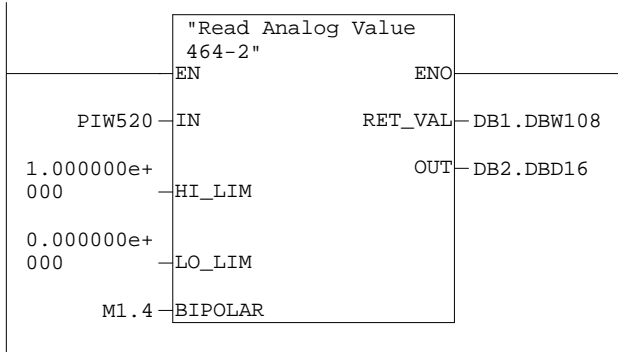 "Read Analog Value
464-2"
EN ENO
PIW520 IN RET_VAL DB1.DBW108
1.000000e+
000 HI_LIM OUT DB2.DBD16
0.000000e+
000 LO_LIM
M1.4 BIPOLAR